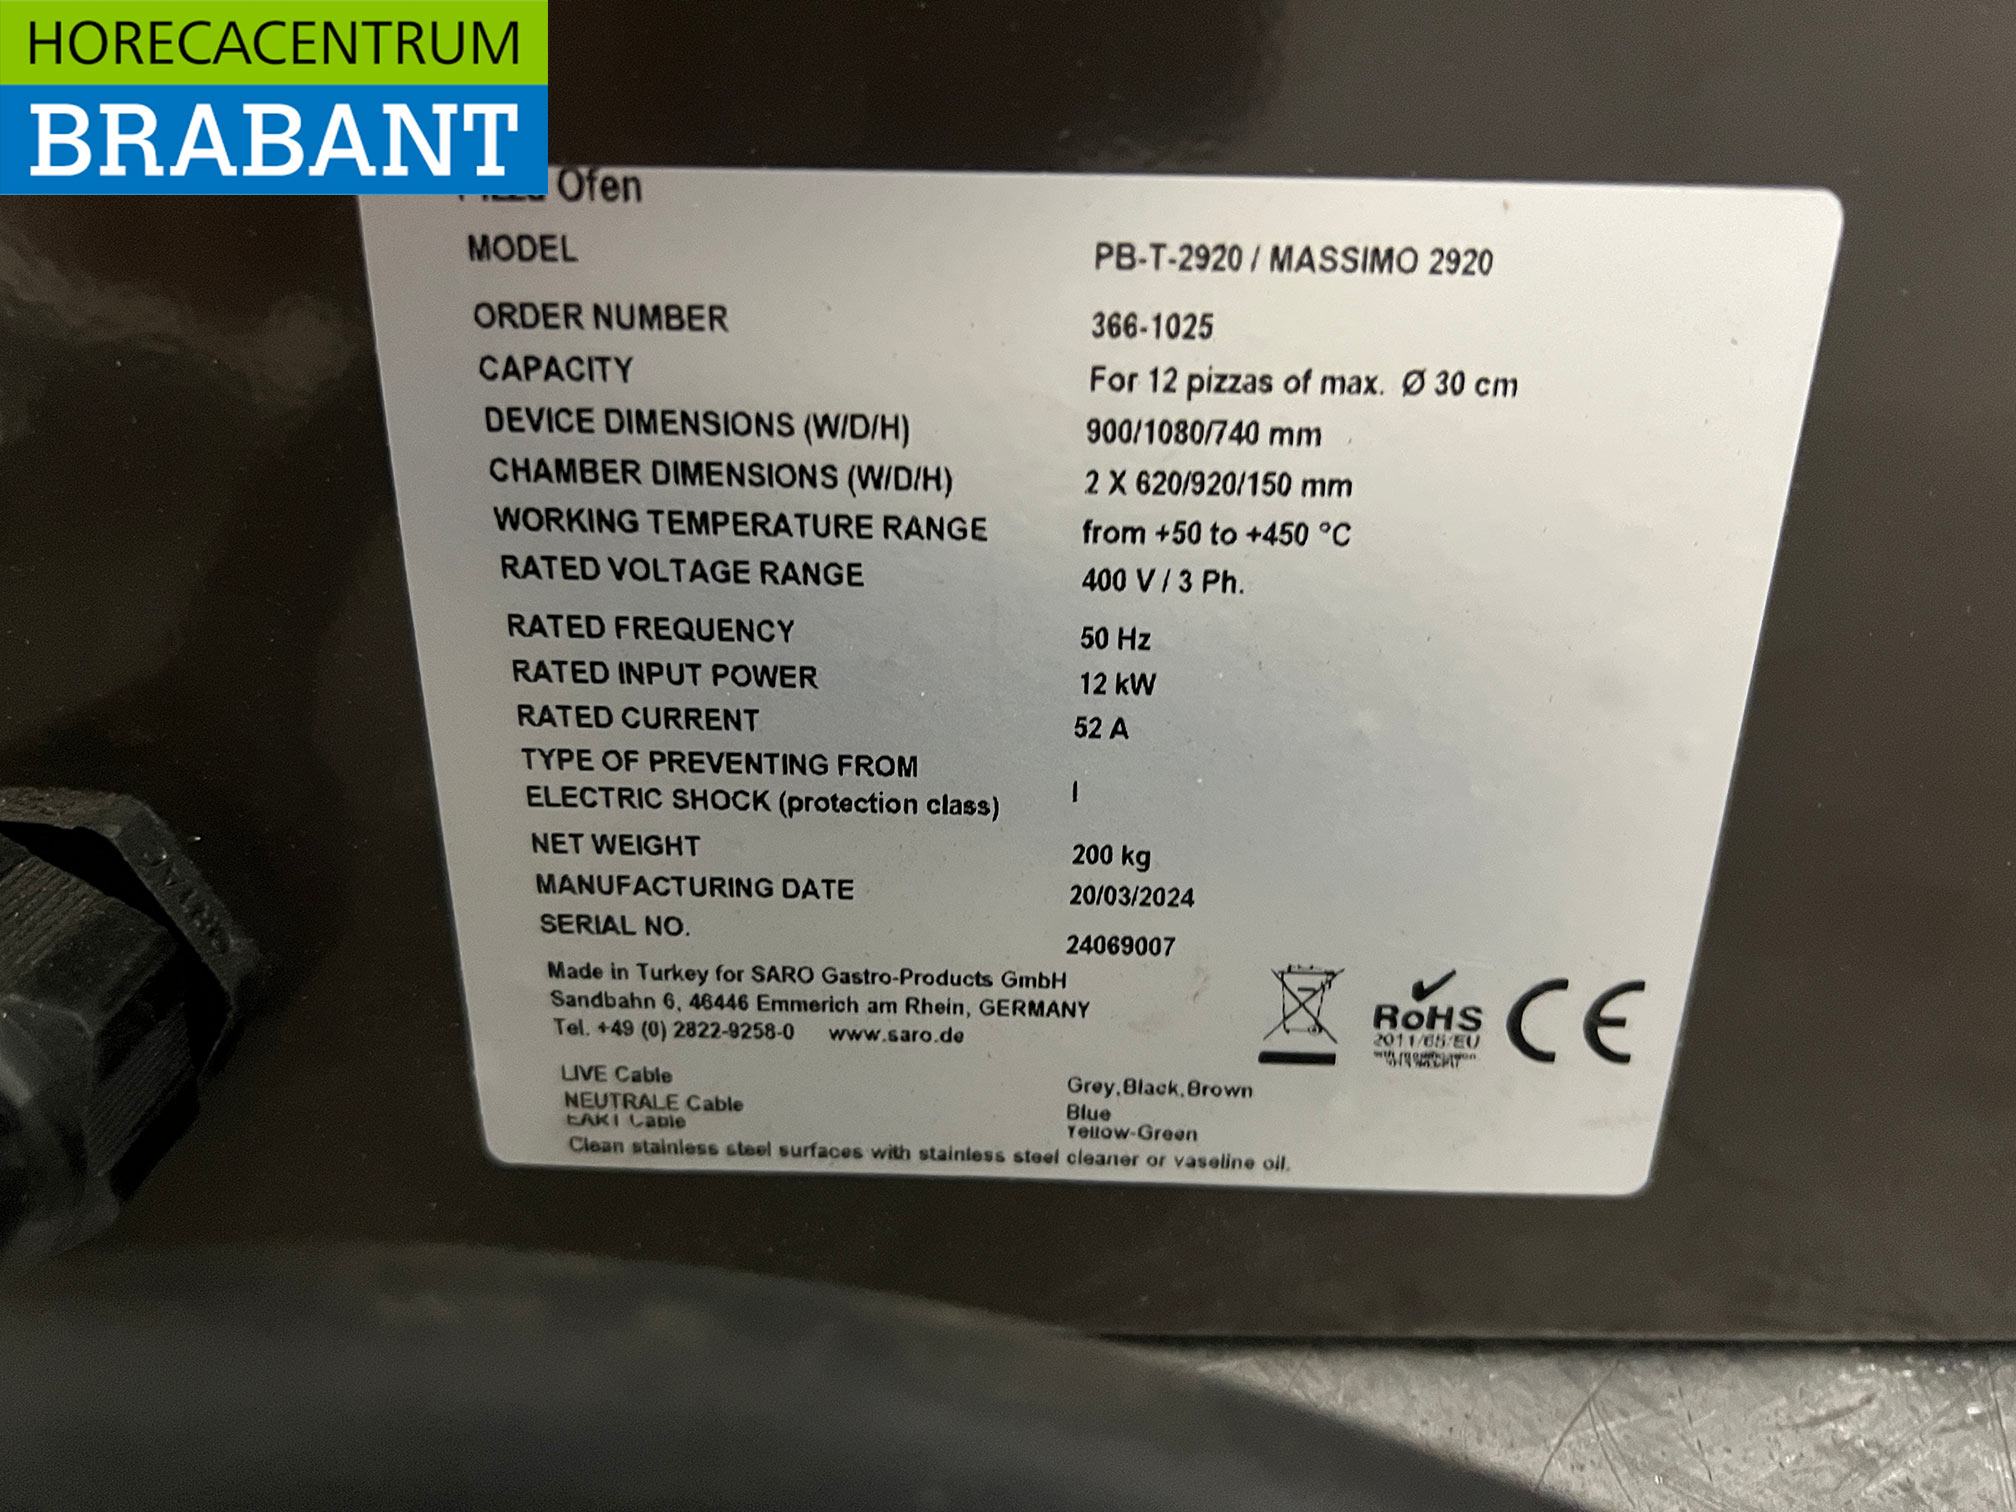 HORECACENTRUM
BRABANT
Pizza Ofen
MODEL PB-T-2920 / MASSIMO 2920
ORDER NUMBER 366-1025
CAPACITY For 12 pizzas of max. Ø 30 cm
DEVICE DIMENSIONS (W/D/H) 900/1080/740 mm
CHAMBER DIMENSIONS (W/D/H) 2 X 620/920/150 mm
WORKING TEMPERATURE RANGE from +50 to +450 °C
RATED VOLTAGE RANGE 400 V / 3 Ph.
RATED FREQUENCY 50 Hz
RATED INPUT POWER 12 kW
RATED CURRENT 52 A
TYPE OF PREVENTING FROM
ELECTRIC SHOCK (protection class) I
NET WEIGHT 200 kg
MANUFACTURING DATE 20/03/2024
SERIAL NO. 24069007
Made in Turkey for SARO Gastro-Products GmbH
Sandbahn 6, 46446 Emmerich am Rhein, GERMANY
Tel. +49 (0) 2822-9258-0 www.saro.de
RoHS
2011/65/EU
CE
LIVE Cable Grey,Black,Brown
NEUTRALE Cable Blue
Cable Yellow-Green
Clean stainless steel surfaces with stainless steel cleaner or vaseline oil.